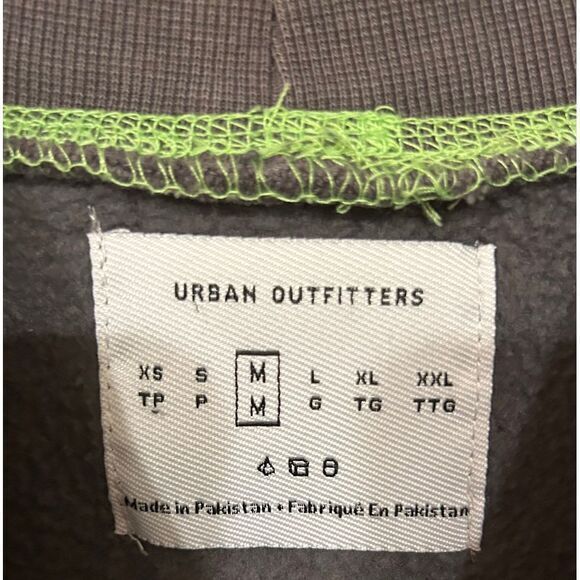 URBAN OUTFITTERS
XS S M L XL XXL
TP P M G TG TTG
Made in Pakistan • Fabriqué En Pakistan